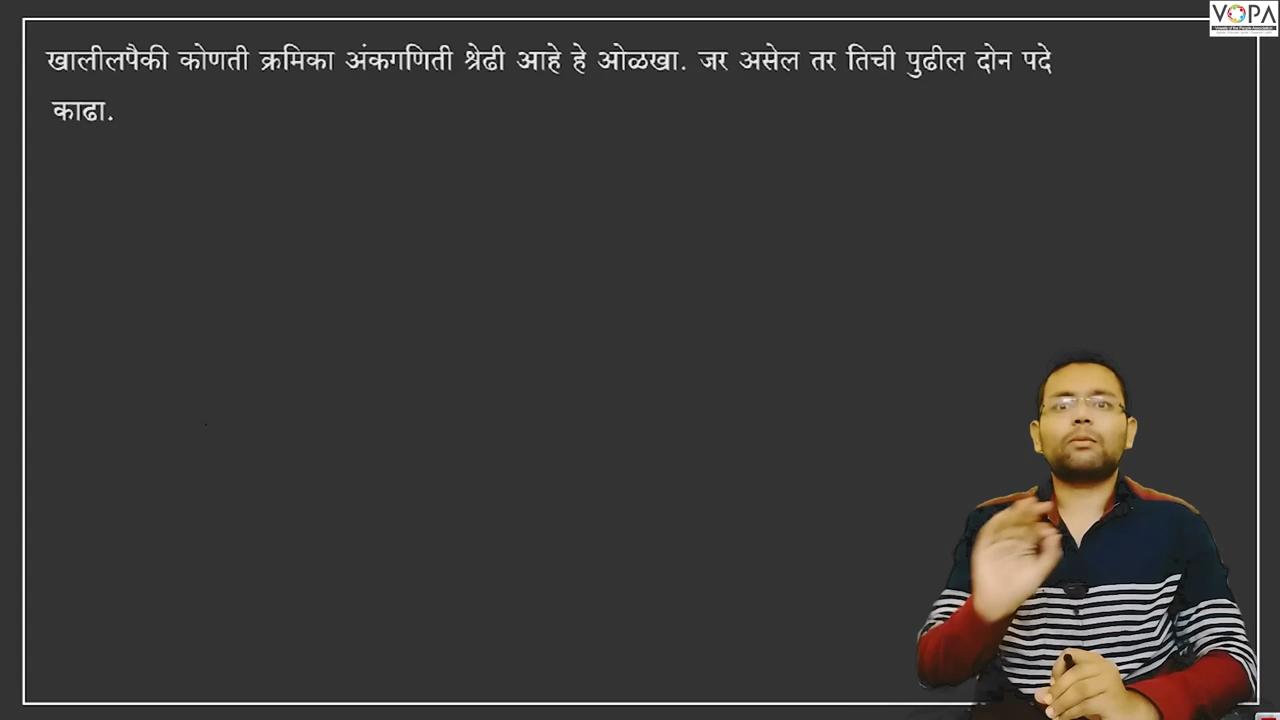 खालीलपैकी कोणती क्रमिका अंकगणिती श्रेढी आहे हे ओळखा. जर असेल तर तिची पुढील दोन पदे
काढा.
VOPA